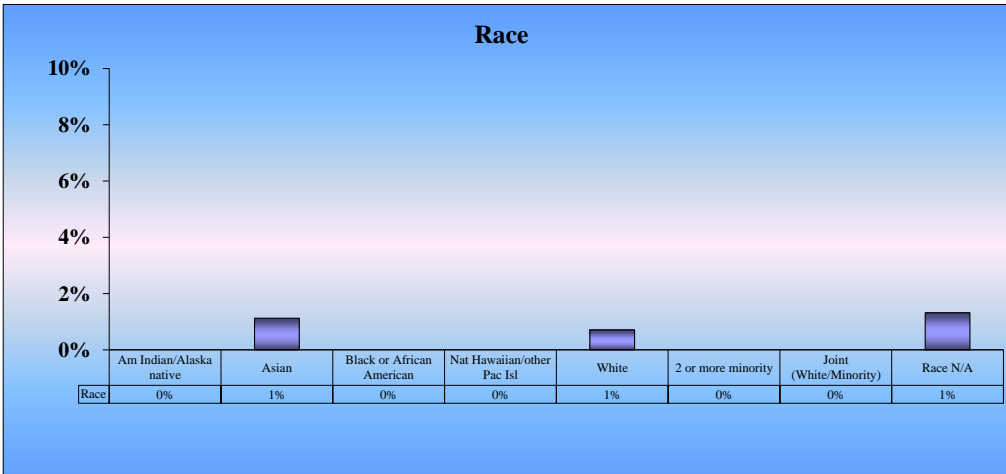 Race
10%
8%
6%
4%
2%
0%
Am Indian/Alaska
native
Asian
Black or African
American
Nat Hawaiian/other
Pac Isl
White
2 or more minority
Joint
(White/Minority)
Race N/A
Race 0% 1% 0% 0% 1% 0% 0% 1%